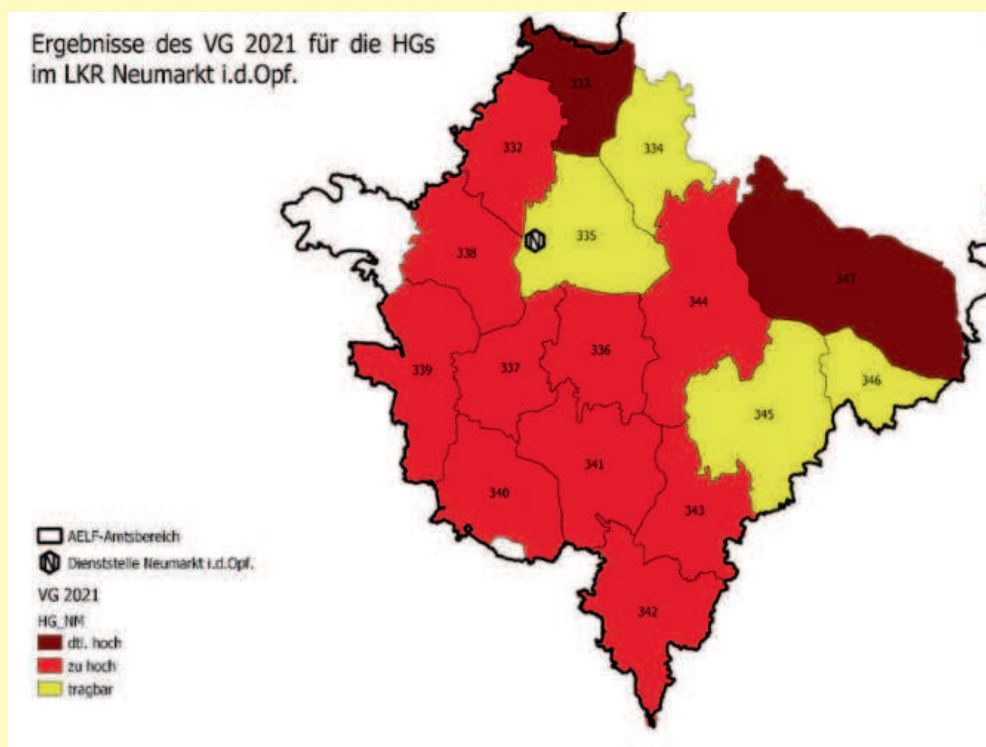 Ergebnisse des VG 2021 für die HGs
im LKR Neumarkt i.d.Opf.
333
332
334
335
338
347
344
336
337
339
346
345
341
340
343
342
AELF-Amtsbereich
N Dienststelle Neumarkt i.d.Opf.
VG 2021
HG_NM
dtl. hoch
zu hoch
tragbar